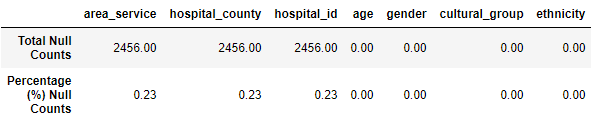 area_service hospital_county hospital_id age gender cultural_group ethnicity
Total Null Counts 2456.00 2456.00 2456.00 0.00 0.00 0.00 0.00
Percentage (%) Null Counts 0.23 0.23 0.23 0.00 0.00 0.00 0.00